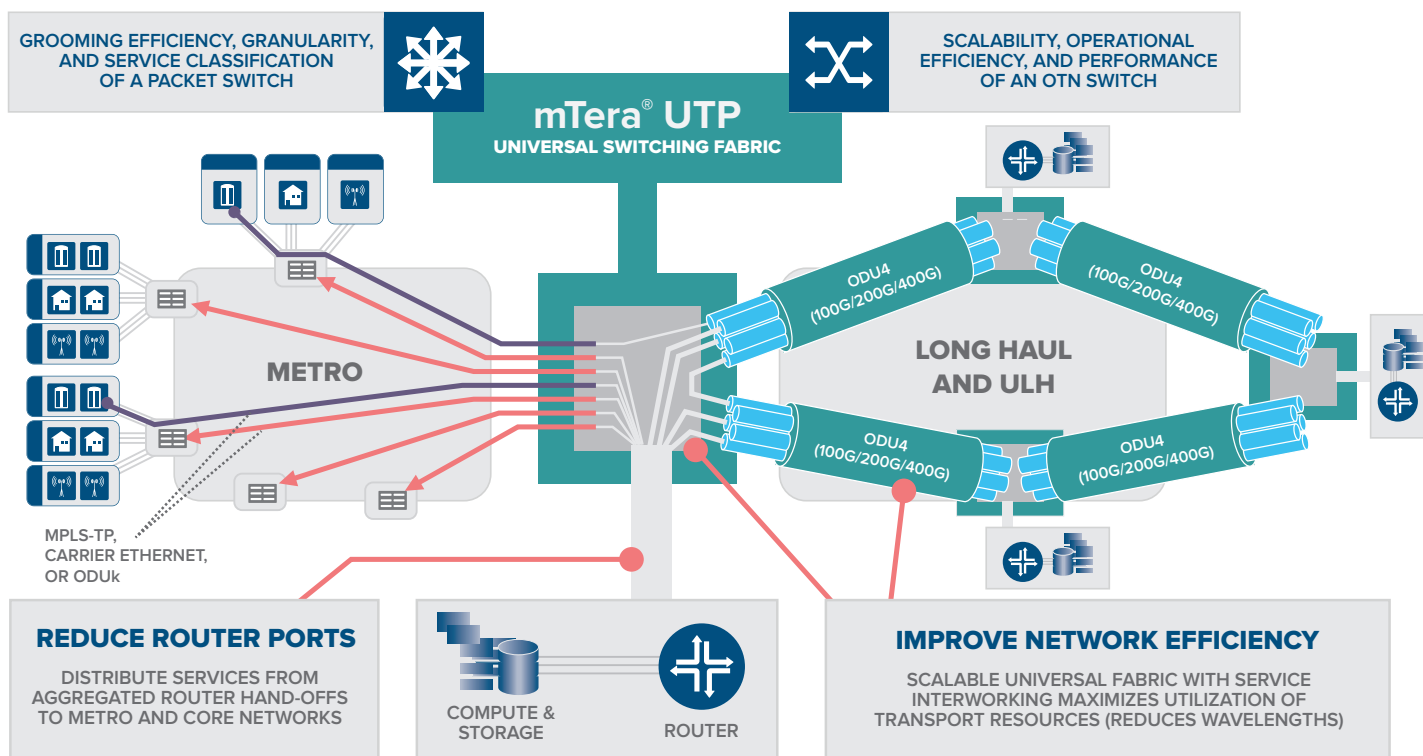 GROOMING EFFICIENCY, GRANULARITY,
AND SERVICE CLASSIFICATION
OF A PACKET SWITCH
SCALABILITY, OPERATIONAL
EFFICIENCY, AND PERFORMANCE
OF AN OTN SWITCH
mTera® UTP
UNIVERSAL SWITCHING FABRIC
METRO
ODU4
(100G/200G/400G)
ODU4
(100G/200G/400G)
LONG HAUL
AND ULH
ODU4
(100G/200G/400G)
ODU4
(100G/200G/400G)
MPLS-TP,
CARRIER ETHERNET,
OR ODUk
REDUCE ROUTER PORTS
DISTRIBUTE SERVICES FROM
AGGREGATED ROUTER HAND-OFFS
TO METRO AND CORE NETWORKS
COMPUTE &
STORAGE
ROUTER
IMPROVE NETWORK EFFICIENCY
SCALABLE UNIVERSAL FABRIC WITH SERVICE
INTERWORKING MAXIMIZES UTILIZATION OF
TRANSPORT RESOURCES (REDUCES WAVELENGTHS)